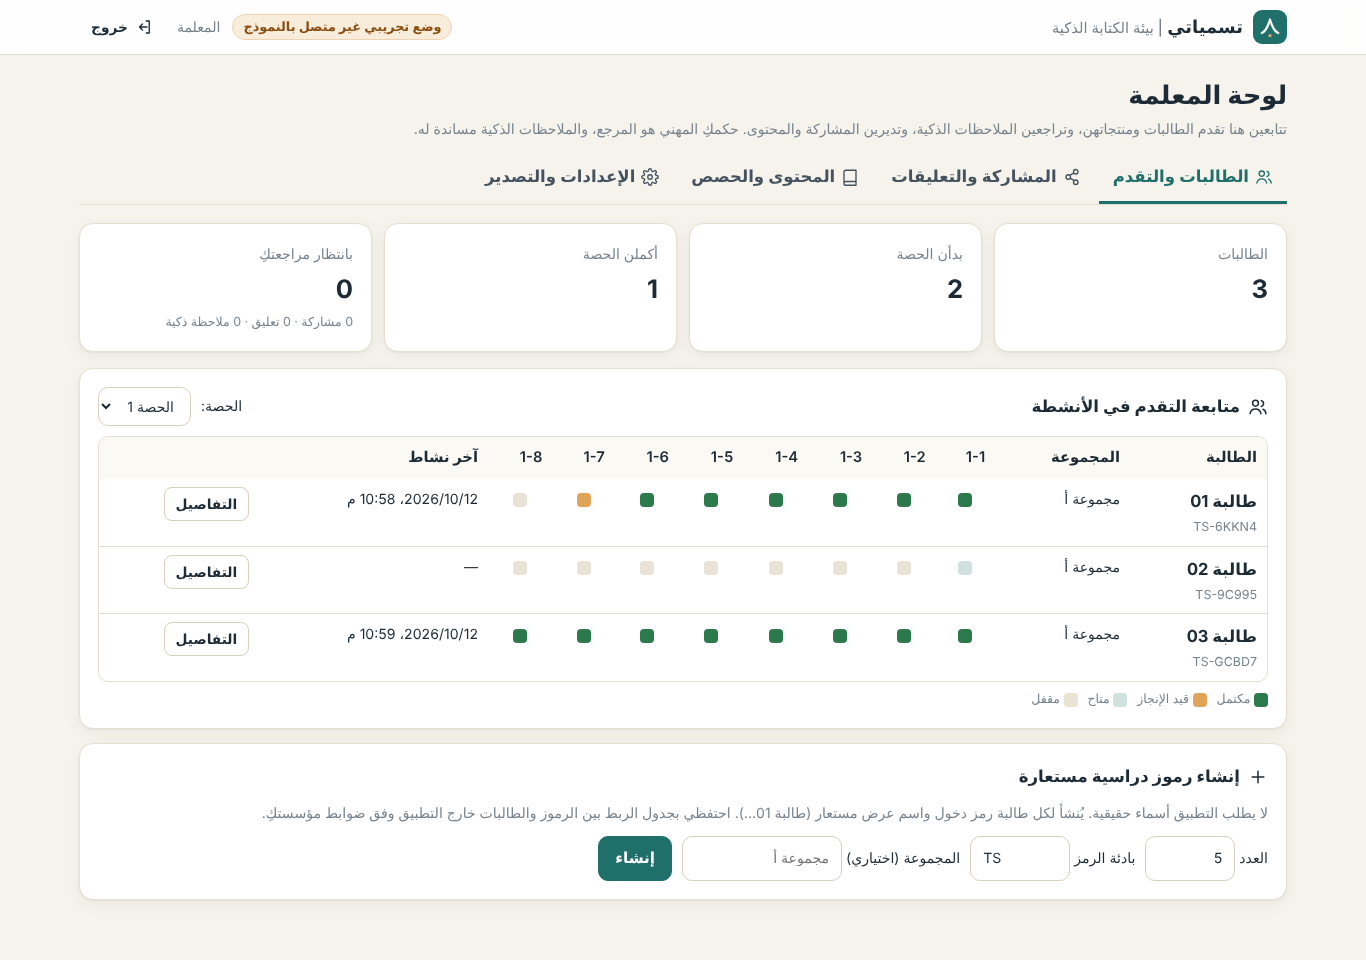 تسمياتي | بيئة الكتابة الذكية
وضع تجريبي غير متصل بالنموذج
المعلمة
خروج
لوحة المعلمة
تتابعين هنا تقدم الطالبات ومنتجاتهن، وتراجعين الملاحظات الذكية، وتديرين المشاركة والمحتوى. حكمكِ المهني هو المرجع، والملاحظات الذكية مساندة له.
الطالبات والتقدم
المشاركة والتعليقات
المحتوى والحصص
الإعدادات والتصدير
الطالبات
3
بدأن الحصة
2
أكملن الحصة
1
بانتظار مراجعتكِ
0
0 مشاركة · 0 تعليق · 0 ملاحظة ذكية
متابعة التقدم في الأنشطة
الحصة:
الحصة 1
الطالبة المجموعة 1-1 1-2 1-3 1-4 1-5 1-6 1-7 1-8 آخر نشاط
طالبة 01 مجموعة أ 2026/10/12، 10:58 م التفاصيل
TS-6KKN4
طالبة 02 مجموعة أ — التفاصيل
TS-9C995
طالبة 03 مجموعة أ 2026/10/12، 10:59 م التفاصيل
TS-GCBD7
مكتمل قيد الإنجاز متاح مقفل
إنشاء رموز دراسية مستعارة
لا يطلب التطبيق أسماء حقيقية. يُنشأ لكل طالبة رمز دخول واسم عرض مستعار (طالبة 01…). احتفظي بجدول الربط بين الرموز والطالبات خارج التطبيق وفق ضوابط مؤسستكِ.
العدد 5 بادئة الرمز TS المجموعة (اختياري) مجموعة أ إنشاء